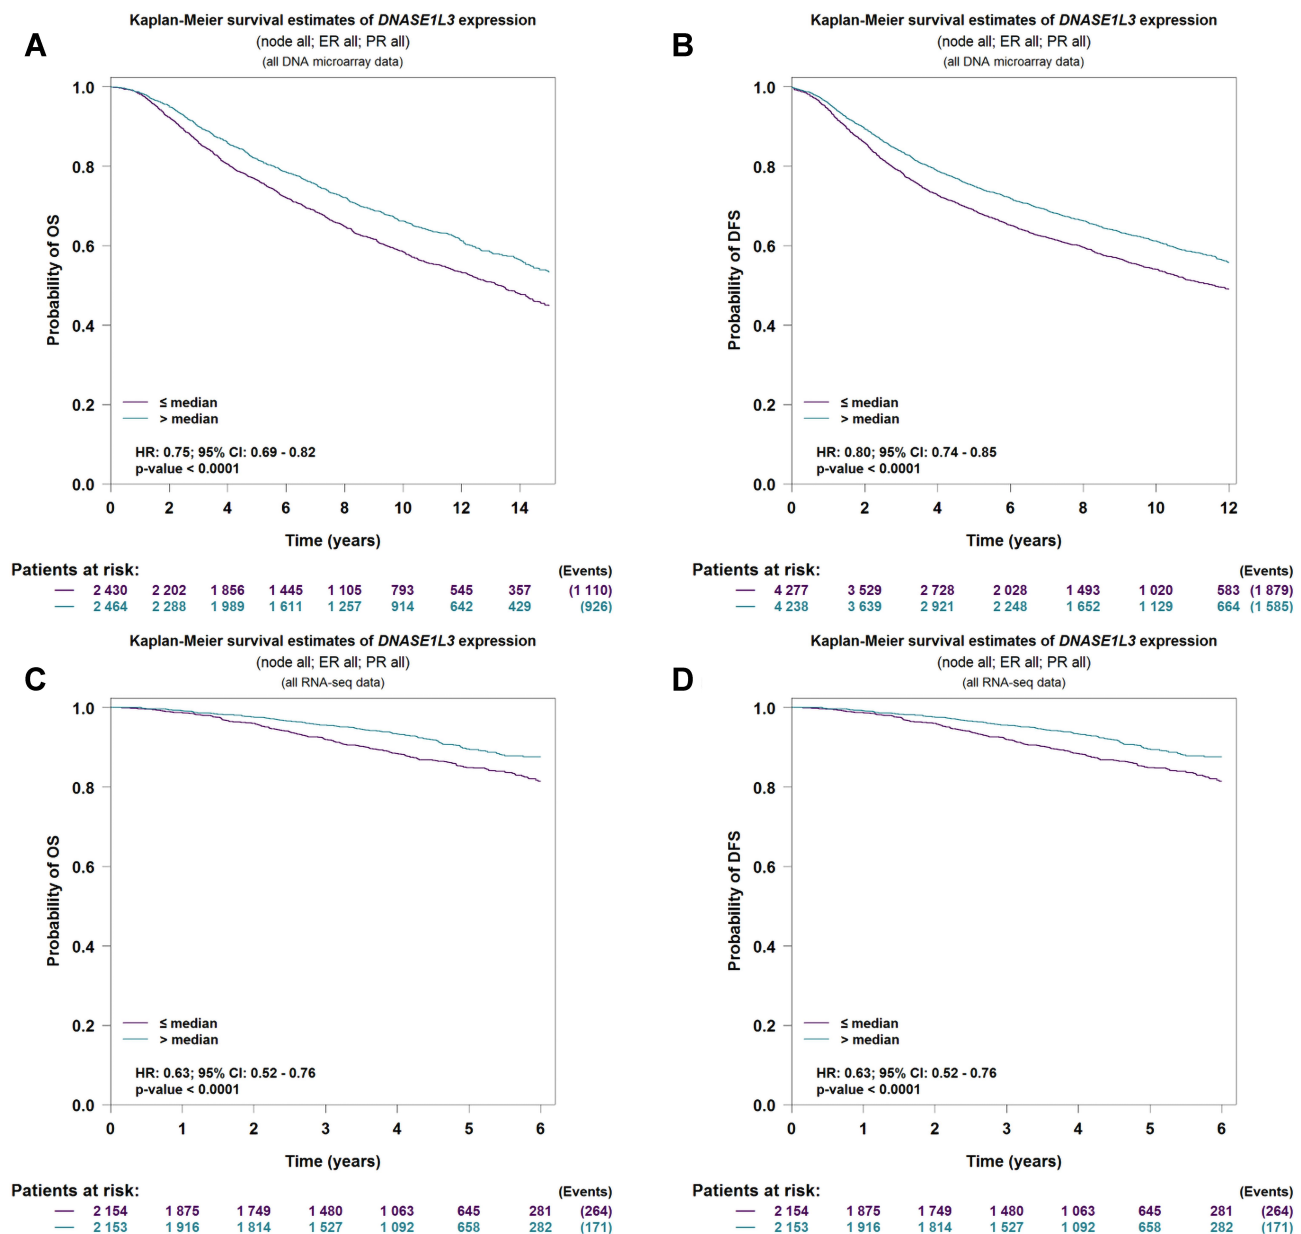 A
Kaplan-Meier survival estimates of DNASE1L3 expression
(node all; ER all; PR all)
(all DNA microarray data)
Probability of OS
1.0
0.8
0.6
0.4
0.2
0.0
≤ median
> median
HR: 0.75; 95% CI: 0.69 - 0.82
p-value < 0.0001
0 2 4 6 8 10 12 14
Time (years)
Patients at risk: (Events)
2 430 2 202 1 856 1 445 1 105 793 545 357 (1 110)
2 464 2 288 1 989 1 611 1 257 914 642 429 (926)
B
Kaplan-Meier survival estimates of DNASE1L3 expression
(node all; ER all; PR all)
(all DNA microarray data)
Probability of DFS
1.0
0.8
0.6
0.4
0.2
0.0
≤ median
> median
HR: 0.80; 95% CI: 0.74 - 0.85
p-value < 0.0001
0 2 4 6 8 10 12
Time (years)
Patients at risk: (Events)
4 277 3 529 2 728 2 028 1 493 1 020 583 (1 879)
4 238 3 639 2 921 2 248 1 652 1 129 664 (1 585)
C
Kaplan-Meier survival estimates of DNASE1L3 expression
(node all; ER all; PR all)
(all RNA-seq data)
Probability of OS
1.0
0.8
0.6
0.4
0.2
0.0
≤ median
> median
HR: 0.63; 95% CI: 0.52 - 0.76
p-value < 0.0001
0 1 2 3 4 5 6
Time (years)
Patients at risk: (Events)
2 154 1 875 1 749 1 480 1 063 645 281 (264)
2 153 1 916 1 814 1 527 1 092 658 282 (171)
D
Kaplan-Meier survival estimates of DNASE1L3 expression
(node all; ER all; PR all)
(all RNA-seq data)
Probability of DFS
1.0
0.8
0.6
0.4
0.2
0.0
≤ median
> median
HR: 0.63; 95% CI: 0.52 - 0.76
p-value < 0.0001
0 1 2 3 4 5 6
Time (years)
Patients at risk: (Events)
2 154 1 875 1 749 1 480 1 063 645 281 (264)
2 153 1 916 1 814 1 527 1 092 658 282 (171)